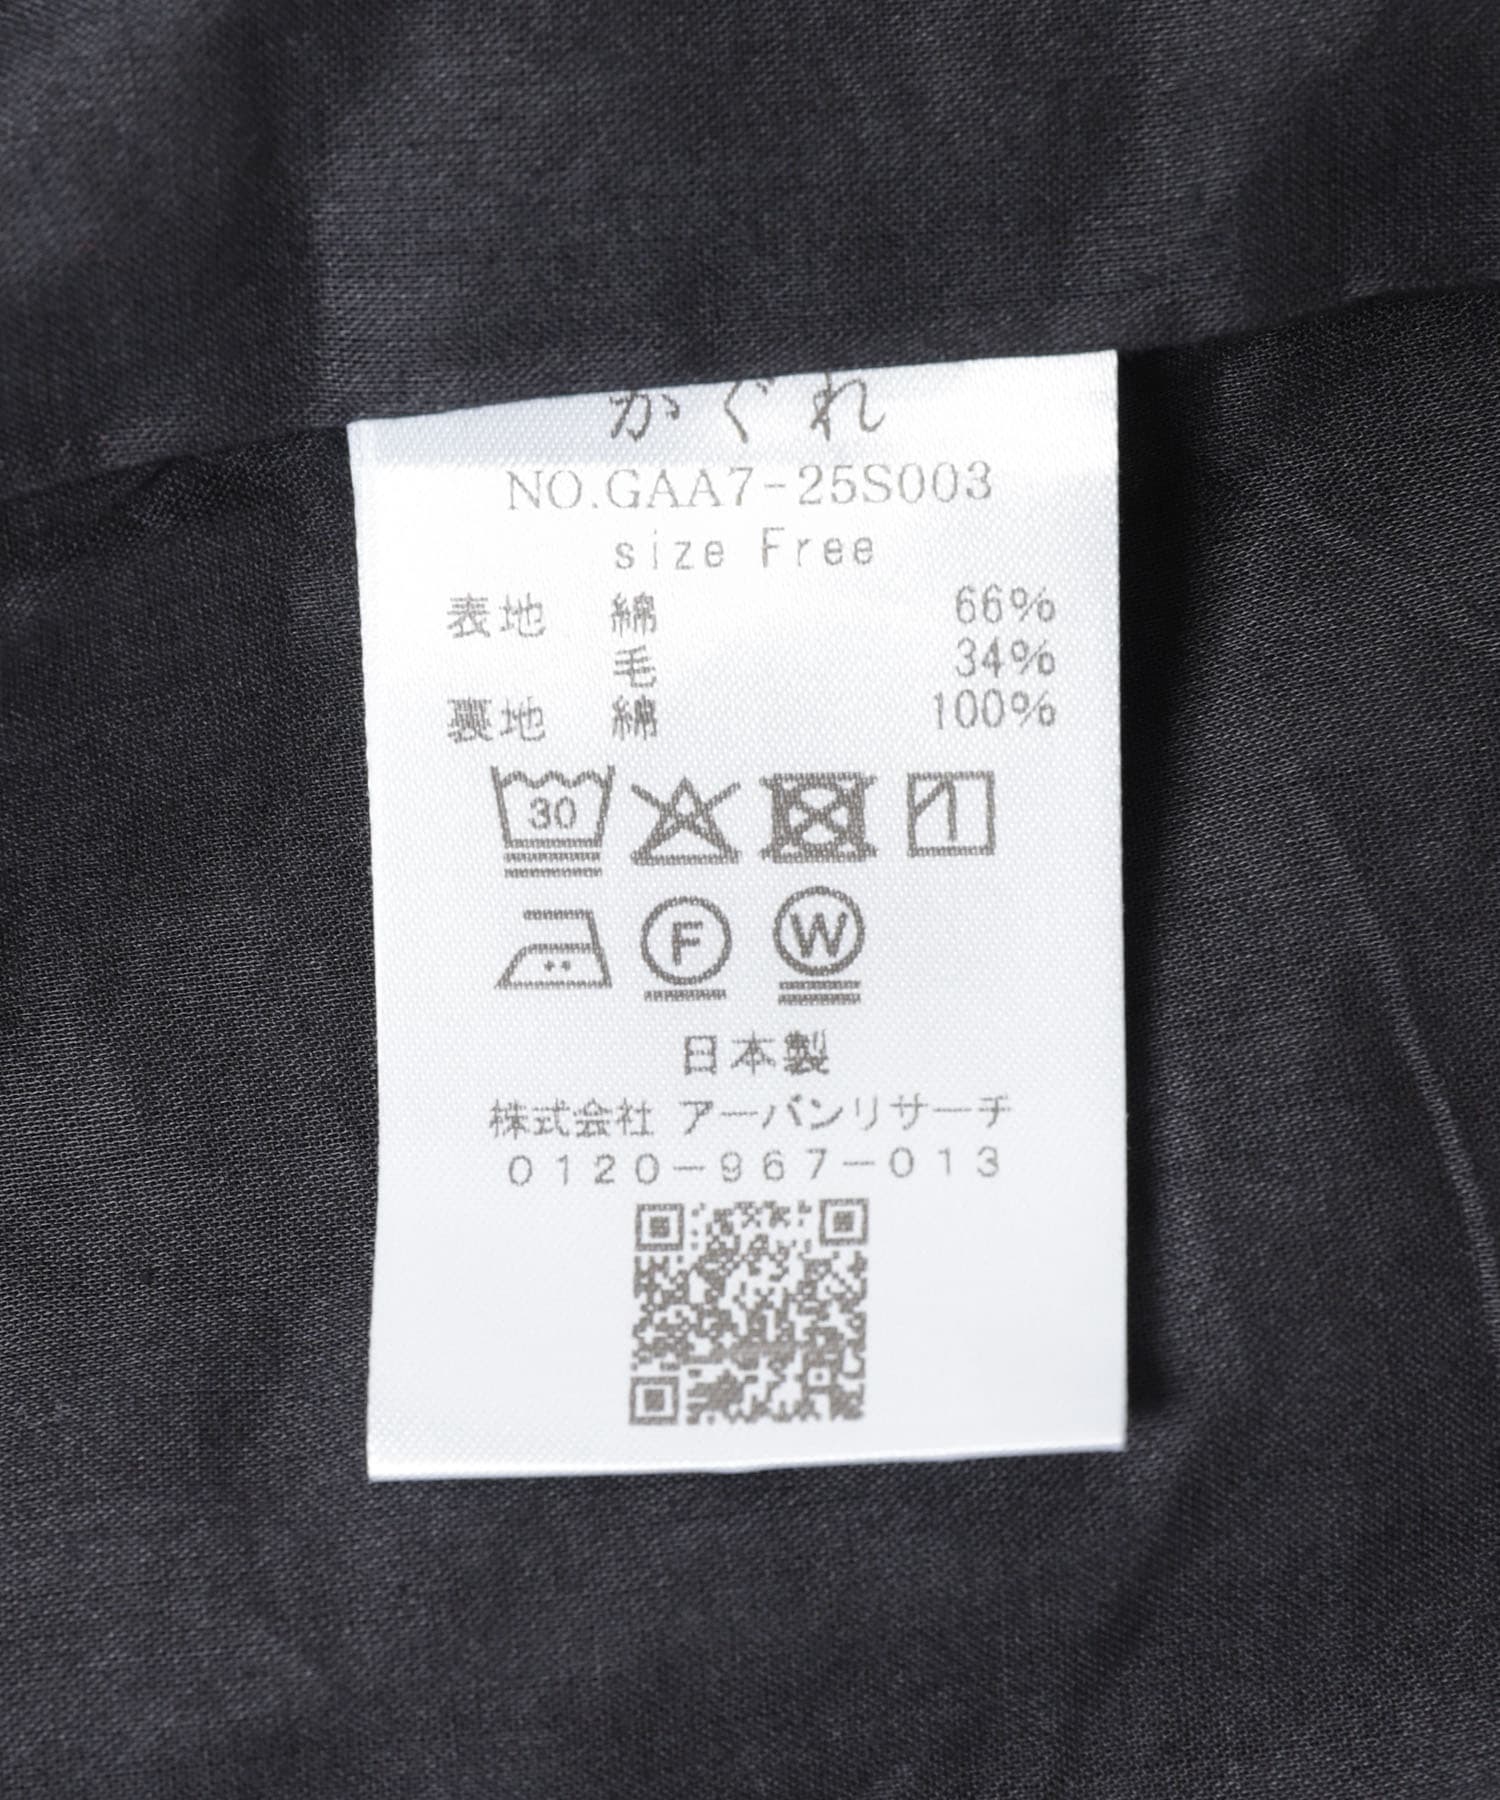 かぐれ
NO.GAA7-25S003
size Free
表地 綿 66%
毛 34%
裏地 綿 100%
30
F W
日本製
株式会社 アーバンリサーチ
0120-967-013